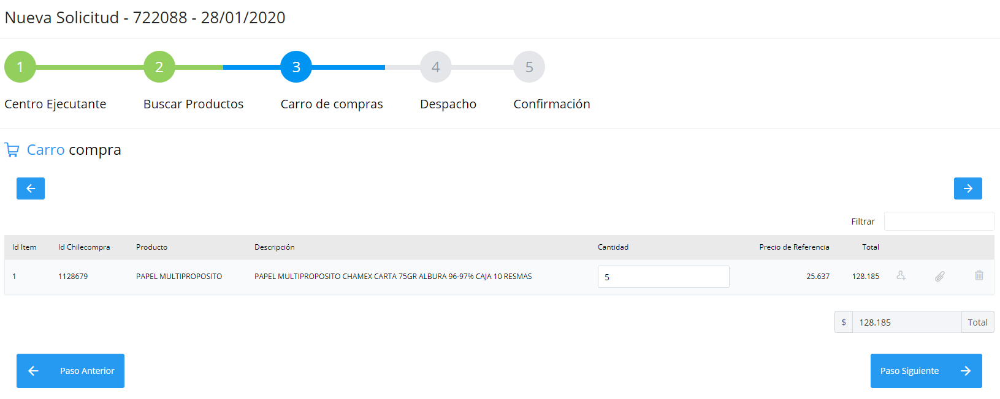 Nueva Solicitud - 722088 - 28/01/2020
1 2 3 4 5
Centro Ejecutante Buscar Productos Carro de compras Despacho Confirmación
Carro compra
Filtrar
Id Item Id Chilecompra Producto Descripción Cantidad Precio de Referencia Total
1 1128679 PAPEL MULTIPROPOSITO PAPEL MULTIPROPOSITO CHAMEX CARTA 75GR ALBURA 96-97% CAJA 10 RESMAS 5 25.637 128.185
$ 128.185 Total
Paso Anterior Paso Siguiente